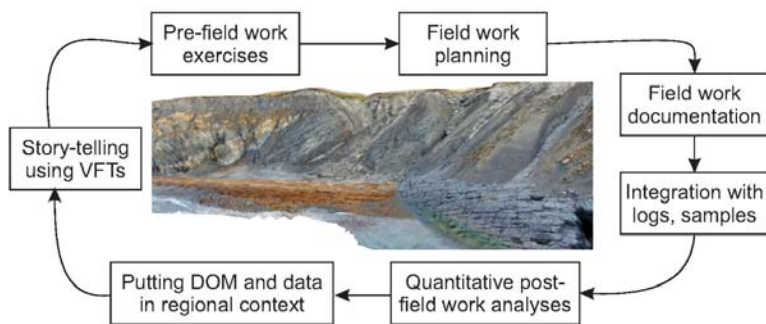 Pre-field work
exercises
Field work
planning
Field work
documentation
Integration with
logs, samples
Quantitative post-
field work analyses
Putting DOM and data
in regional context
Story-telling
using VFTs